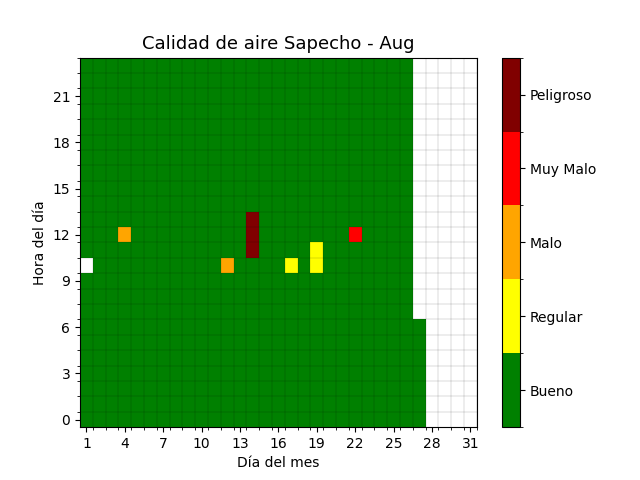 Calidad de aire Sapecho - Aug
Hora del día
21
18
15
12
9
6
3
0
1 4 7 10 13 16 19 22 25 28 31
Día del mes
Peligroso
Muy Malo
Malo
Regular
Bueno